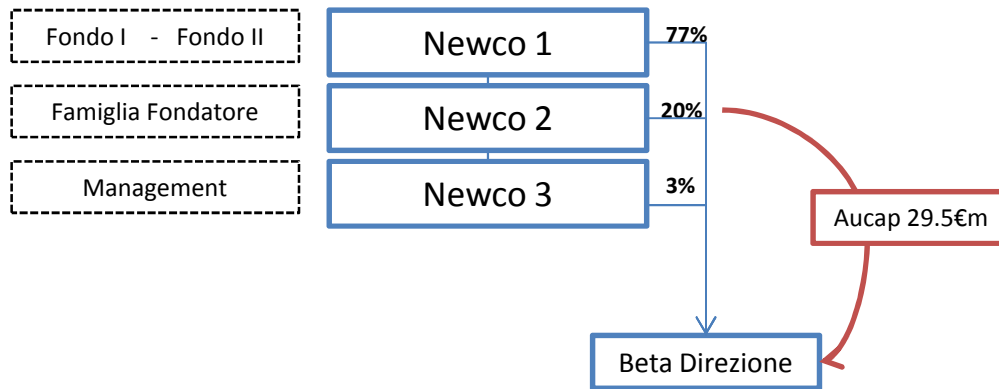 Fondo I - Fondo II
Newco 1
77%
Famiglia Fondatore
Newco 2
20%
Management
Newco 3
3%
Aucap 29.5€m
Beta Direzione